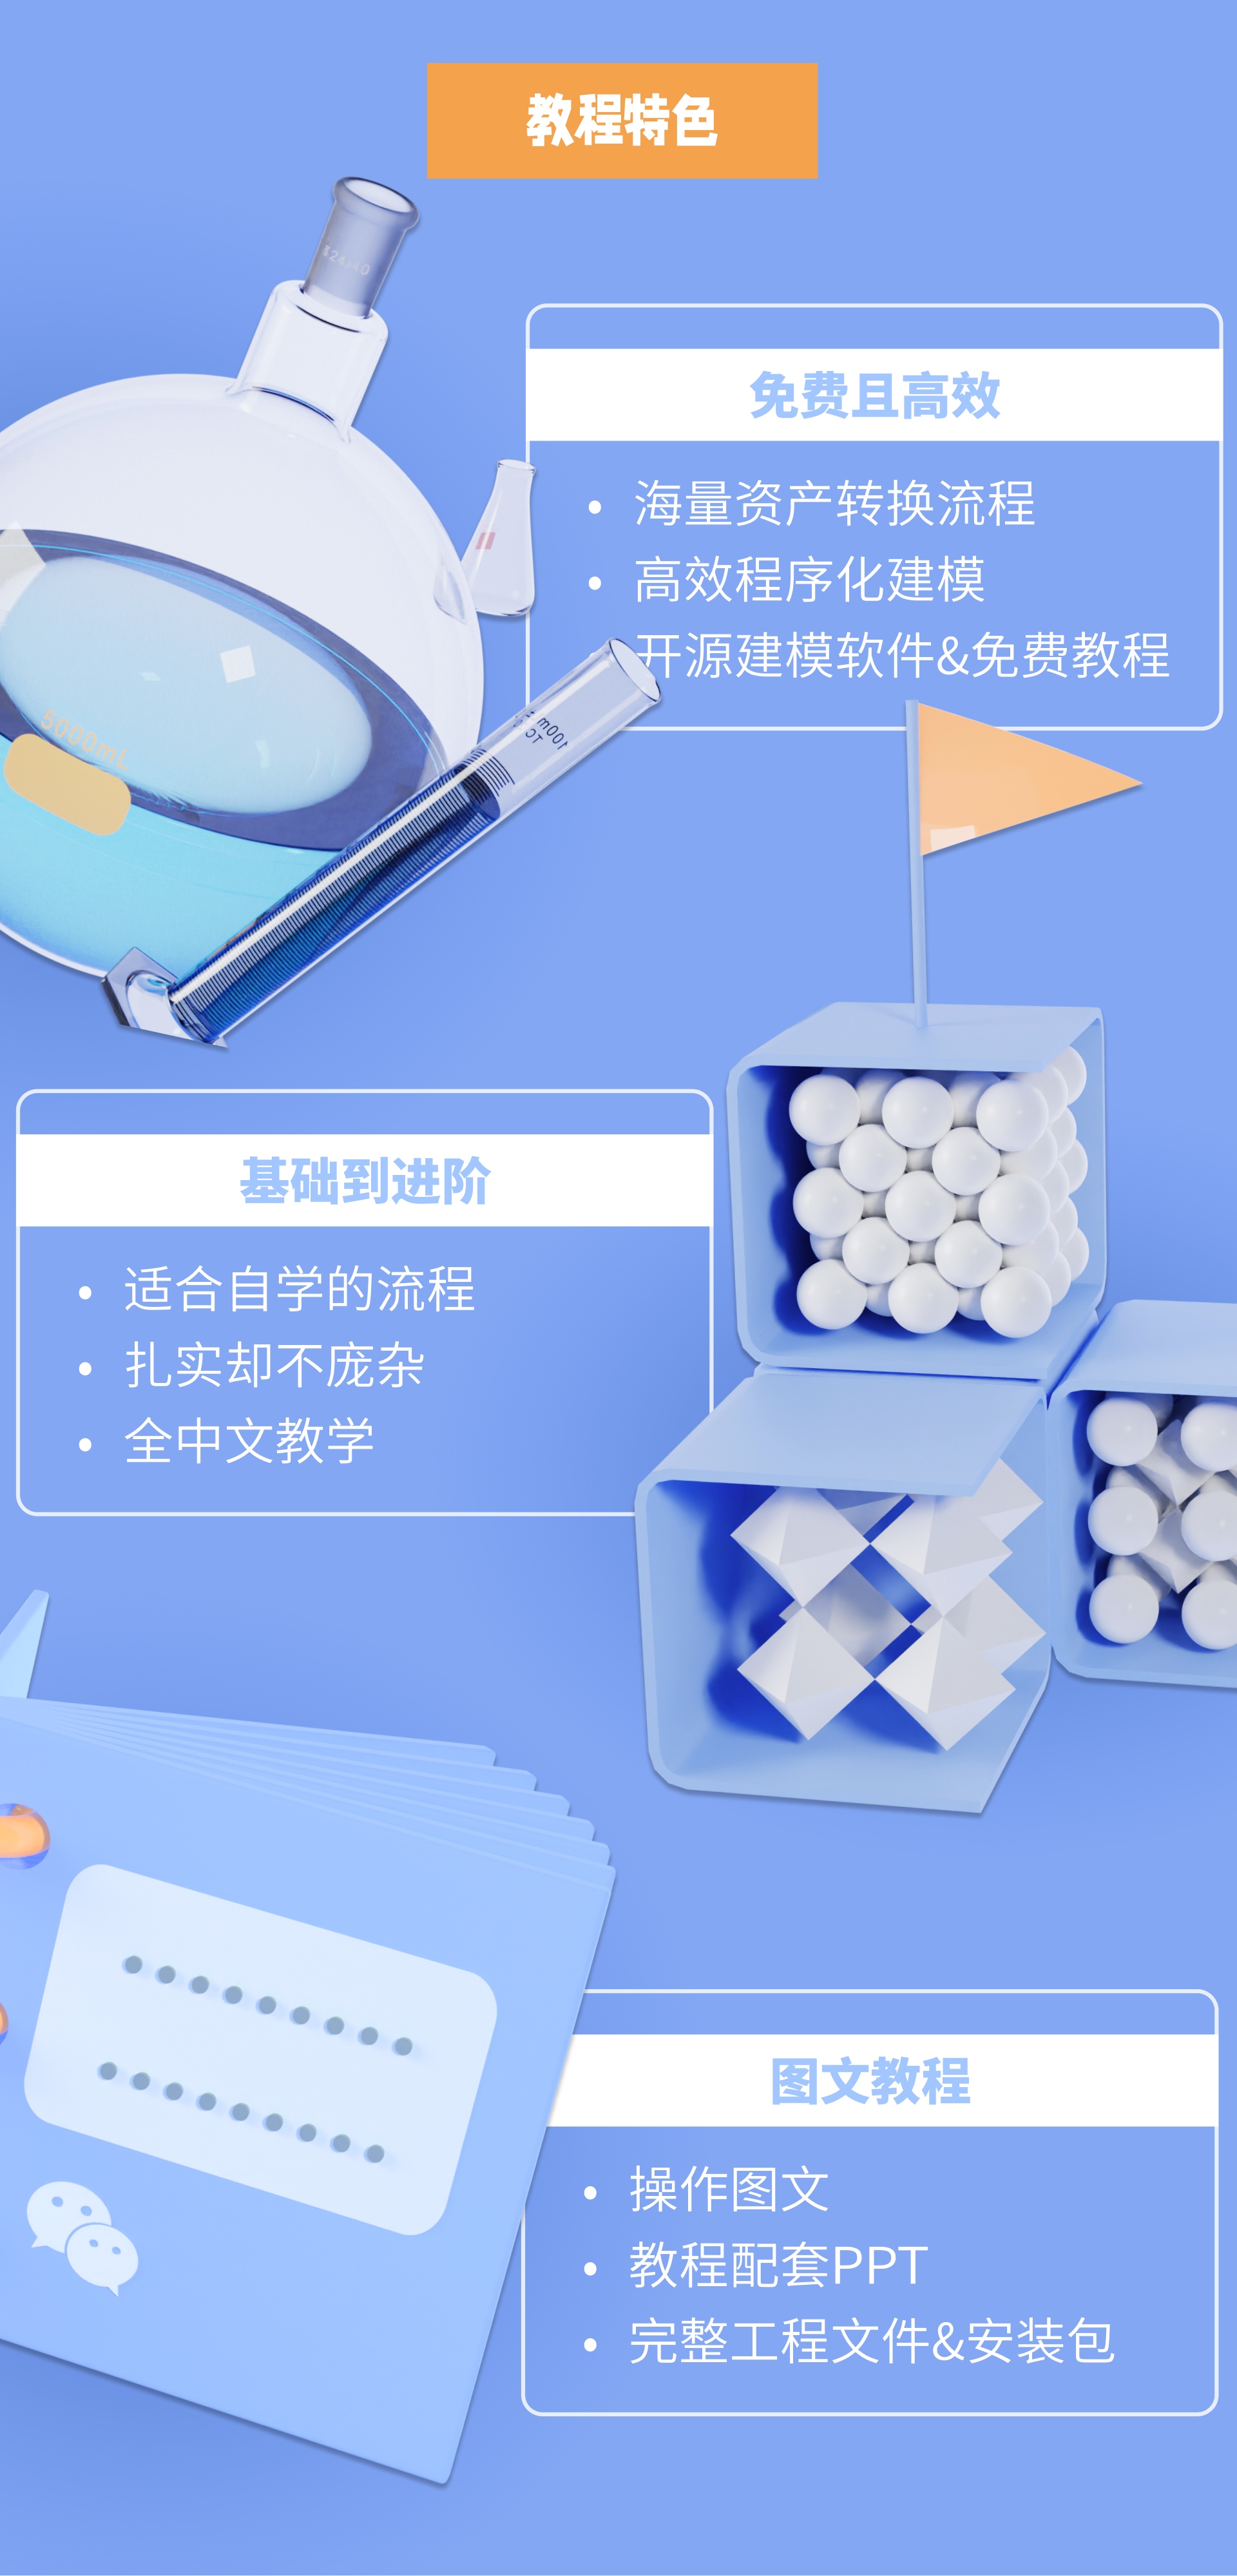 教程特色
免费且高效
海量资产转换流程
高效程序化建模
开源建模软件&免费教程
5000mL
基础到进阶
适合自学的流程
扎实却不庞杂
全中文教学
图文教程
操作图文
教程配套PPT
完整工程文件&安装包